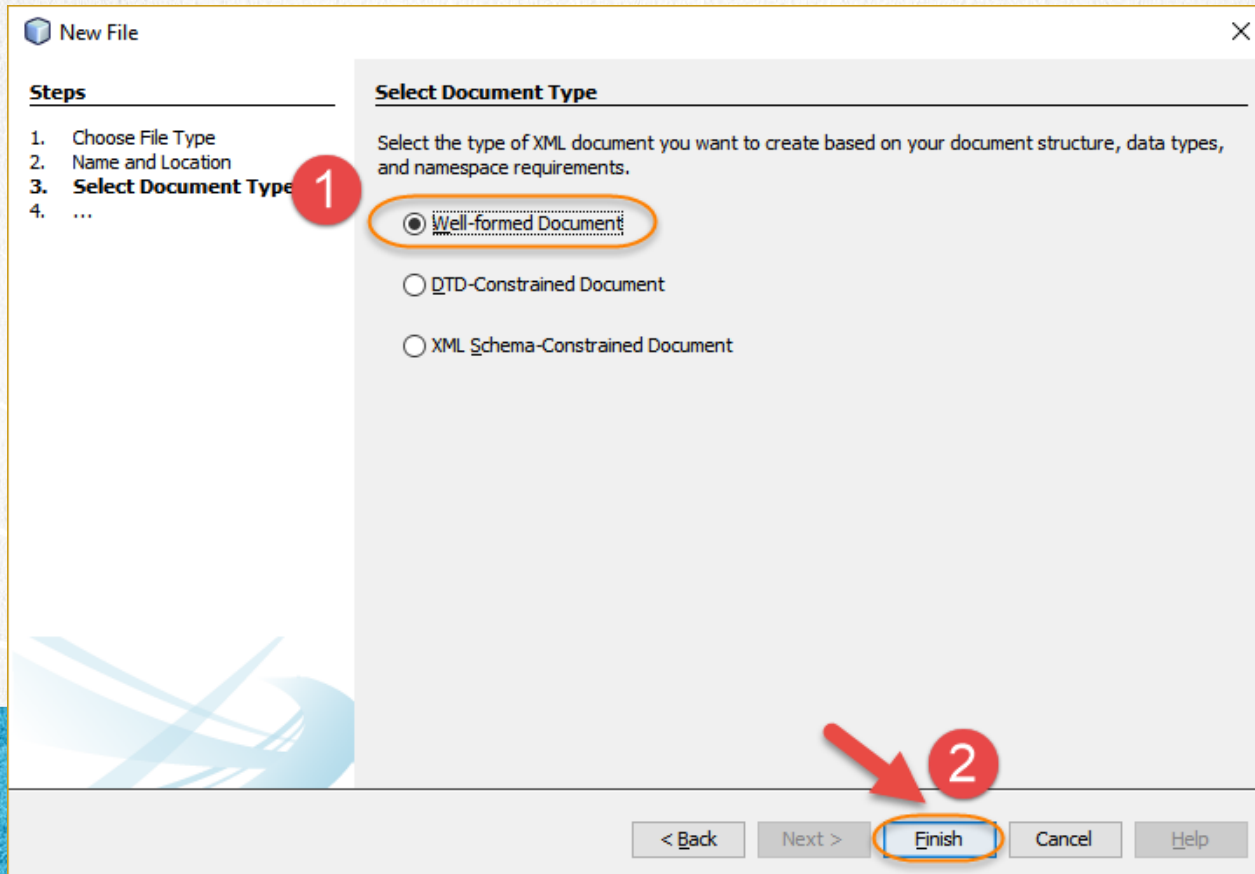 New File
Steps
1. Choose File Type
2. Name and Location
3. Select Document Type
4. ...
1
Select Document Type
Select the type of XML document you want to create based on your document structure, data types,
and namespace requirements.
Well-formed Document
DTD-Constrained Document
XML Schema-Constrained Document
2
< Back Next > Finish Cancel Help